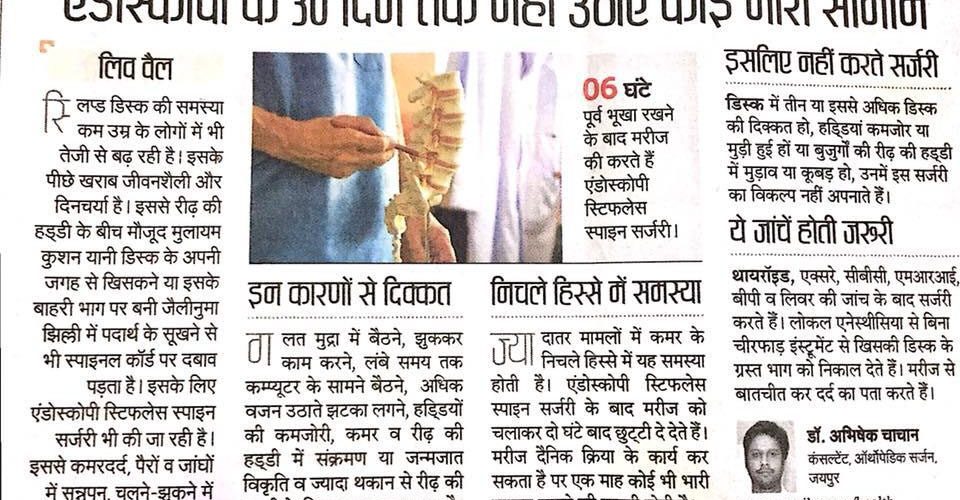 एंडोस्कोपी के 30 दिन तक नहीं उठाएं कोई भारी सामान
लिव वैल
स्लिप्ड डिस्क की समस्या
कम उम्र के लोगों में भी
तेजी से बढ़ रही है। इसके
पीछे खराब जीवनशैली और
दिनचर्या है। इससे रीढ़ की
हड्डी के बीच मौजूद मुलायम
कुशन यानी डिस्क के अपनी
जगह से खिसकने या इसके
बाहरी भाग पर बनी जैलीनुमा
झिल्ली में पदार्थ के सूखने से
भी स्पाइनल कॉर्ड पर दबाव
पड़ता है। इसके लिए
एंडोस्कोपी स्टिफलेस स्पाइन
सर्जरी भी की जा रही है।
इससे कमरदर्द, पैरों व जांघों
में सन्नपन, चलने-झुकने में
06 घंटे
पूर्व भूखा रखने
के बाद मरीज
की करते हैं
एंडोस्कोपी
स्टिफलेस
स्पाइन सर्जरी।
इन कारणों से दिक्कत
गलत मुद्रा में बैठने, झुककर
काम करने, लंबे समय तक
कम्प्यूटर के सामने बैठने, अधिक
वजन उठाते झटका लगने, हड्डियों
की कमजोरी, कमर व रीढ़ की
हड्डी में संक्रमण या जन्मजात
विकृति व ज्यादा थकान से रीढ़ की
निचले हिस्से में समस्या
ज्यादातर मामलों में कमर के
निचले हिस्से में यह समस्या
होती है। एंडोस्कोपी स्टिफलेस
स्पाइन सर्जरी के बाद मरीज को
चलाकर दो घंटे बाद छुट्टी दे देते हैं।
मरीज दैनिक क्रिया के कार्य कर
सकता है पर एक माह कोई भी भारी
इसलिए नहीं करते सर्जरी
डिस्क में तीन या इससे अधिक डिस्क
की दिक्कत हो, हड्डियां कमजोर या
मुड़ी हुई हों या बुजुर्गों की रीढ़ की हड्डी
में मुड़ाव या कूबड़ हो, उनमें इस सर्जरी
का विकल्प नहीं अपनाते हैं।
ये जांचें होती जरूरी
थायरॉइड, एक्सरे, सीबीसी, एमआरआई,
बीपी व लिवर की जांच के बाद सर्जरी
करते हैं। लोकल एनेस्थीसिया से बिना
चीरफाड़ इंस्ट्रूमेंट से खिसकी डिस्क के
ग्रस्त भाग को निकाल देते हैं। मरीज से
बातचीत कर दर्द का पता करते हैं।
डॉ. अभिषेक चाचान
कंसल्टेंट, ऑर्थोपेडिक सर्जन,
जयपुर